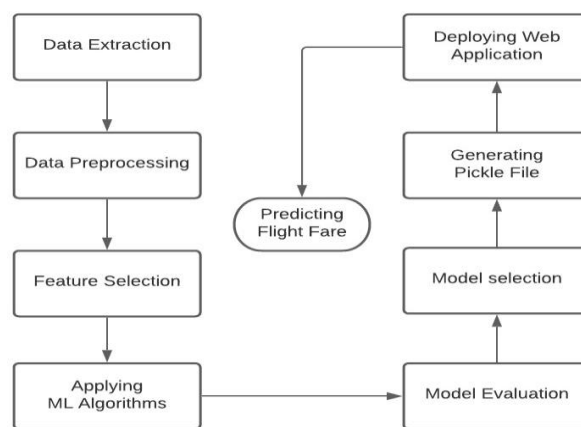 Data Extraction
Data Preprocessing
Feature Selection
Applying
ML Algorithms
Model Evaluation
Model selection
Generating
Pickle File
Deploying Web
Application
Predicting
Flight Fare